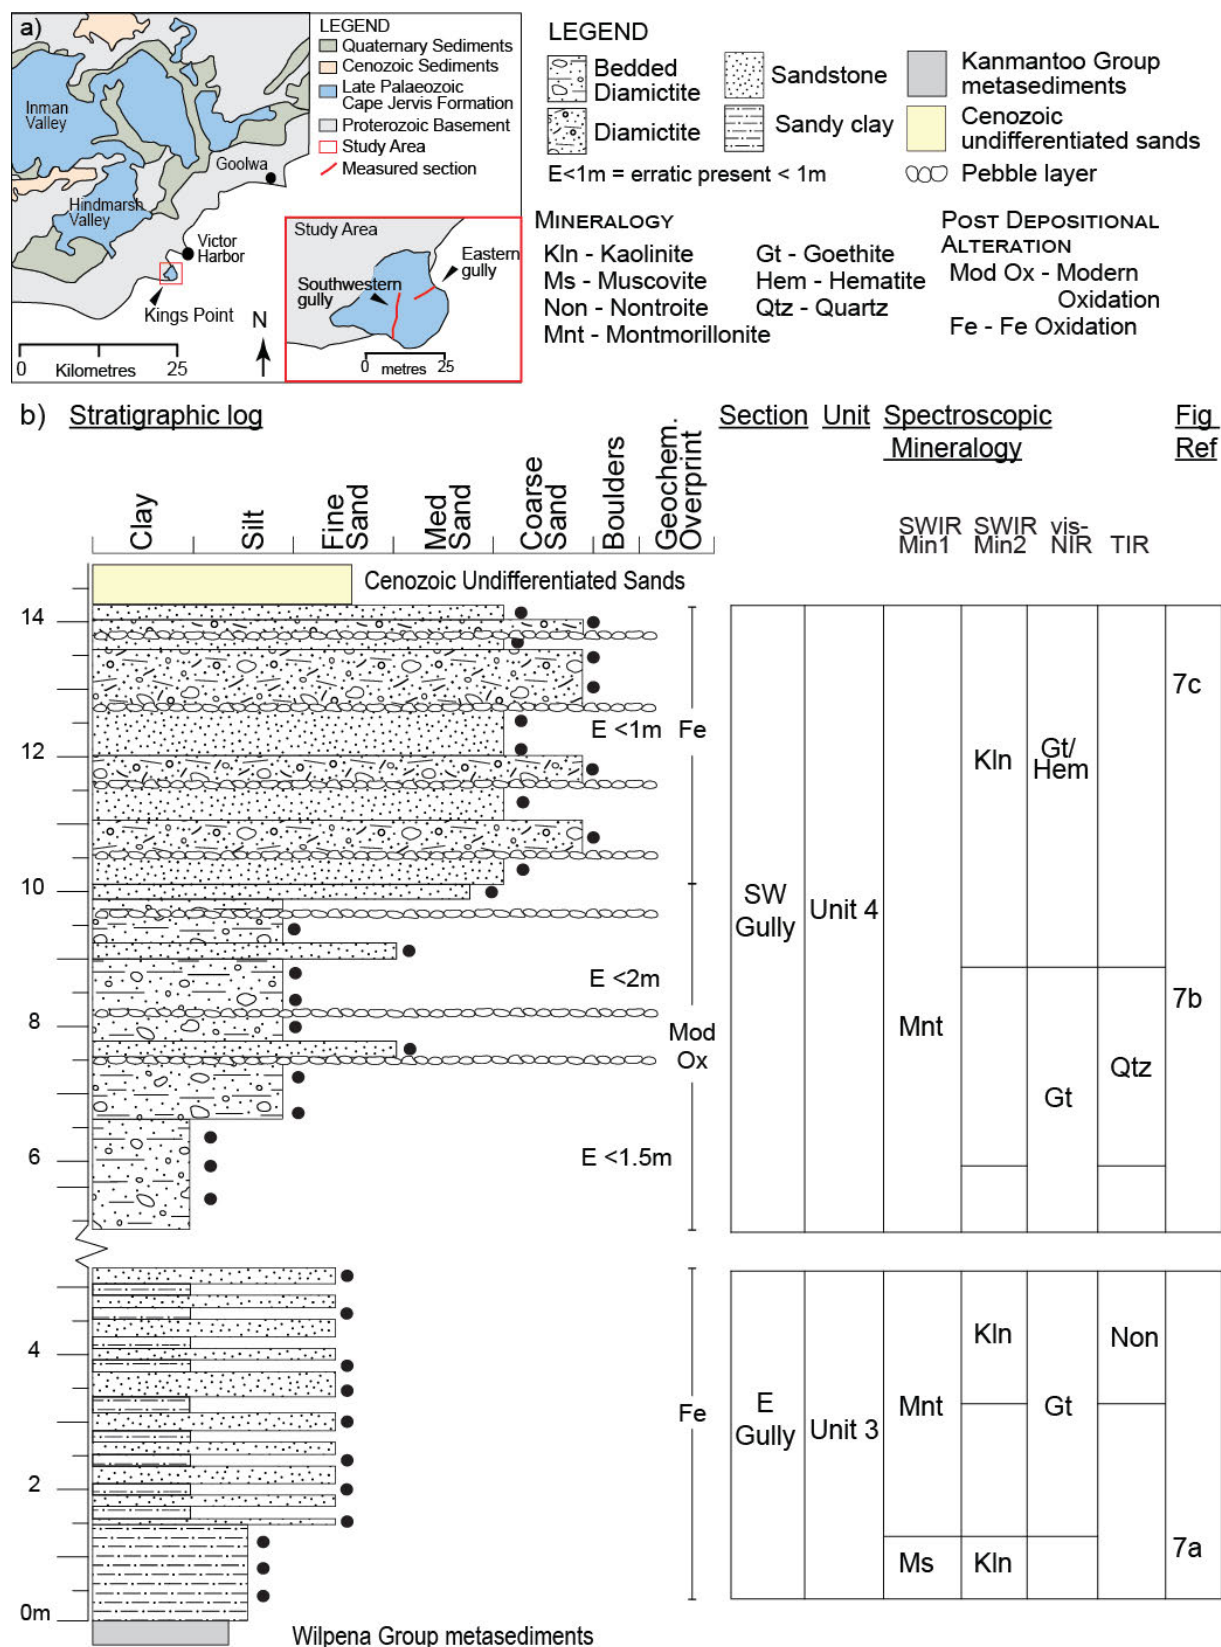 a)
LEGEND
Quaternary Sediments
Cenozoic Sediments
Late Palaeozoic
Cape Jervis Formation
Proterozoic Basement
Study Area
Measured section
Inman
Valley
Goolwa
Hindmarsh
Valley
Victor
Harbor
Kings Point
N
0 25
Kilometres
Study Area
Eastern
gully
Southwestern
gully
0 25
metres
LEGEND
Bedded
Diamictite
Diamictite
E<1m = erratic present < 1m
Sandstone
Sandy clay
Kanmantoo Group
metasediments
Cenozoic
undifferentiated sands
Pebble layer
MINERALOGY
Kln - Kaolinite
Ms - Muscovite
Non - Nontroite
Mnt - Montmorillonite
Gt - Goethite
Hem - Hematite
Qtz - Quartz
POST DEPOSITIONAL
ALTERATION
Mod Ox - Modern
Oxidation
Fe - Fe Oxidation
b) Stratigraphic log
Section Unit Spectroscopic
Mineralogy
Fig
Ref
Clay
Silt
Fine
Sand
Med
Sand
Coarse
Sand
Boulders
Geochem.
Overprint
SWIR
Min1
SWIR
Min2
vis-
NIR
TIR
Cenozoic Undifferentiated Sands
14
7c
E <1m Fe
12
Kln
Gt/
Hem
10
SW
Gully
Unit 4
E <2m
7b
8
Mod
Ox
Mnt
Qtz
Gt
6
E <1.5m
4
Kln
Non
Fe
E
Gully
Unit 3
Mnt
Gt
2
7a
Ms
Kln
0m
Wilpena Group metasediments